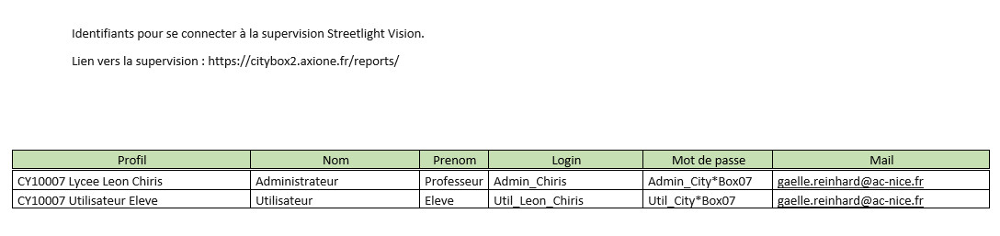 Identifiants pour se connecter à la supervision Streetlight Vision.
Lien vers la supervision : https://citybox2.axione.fr/reports/
Profil Nom Prenom Login Mot de passe Mail
CY10007 Lycee Leon Chiris Administrateur Professeur Admin_Chiris Admin_City*Box07 gaelle.reinhard@ac-nice.fr
CY10007 Utilisateur Eleve Utilisateur Eleve Util_Leon_Chiris Util_City*Box07 gaelle.reinhard@ac-nice.fr